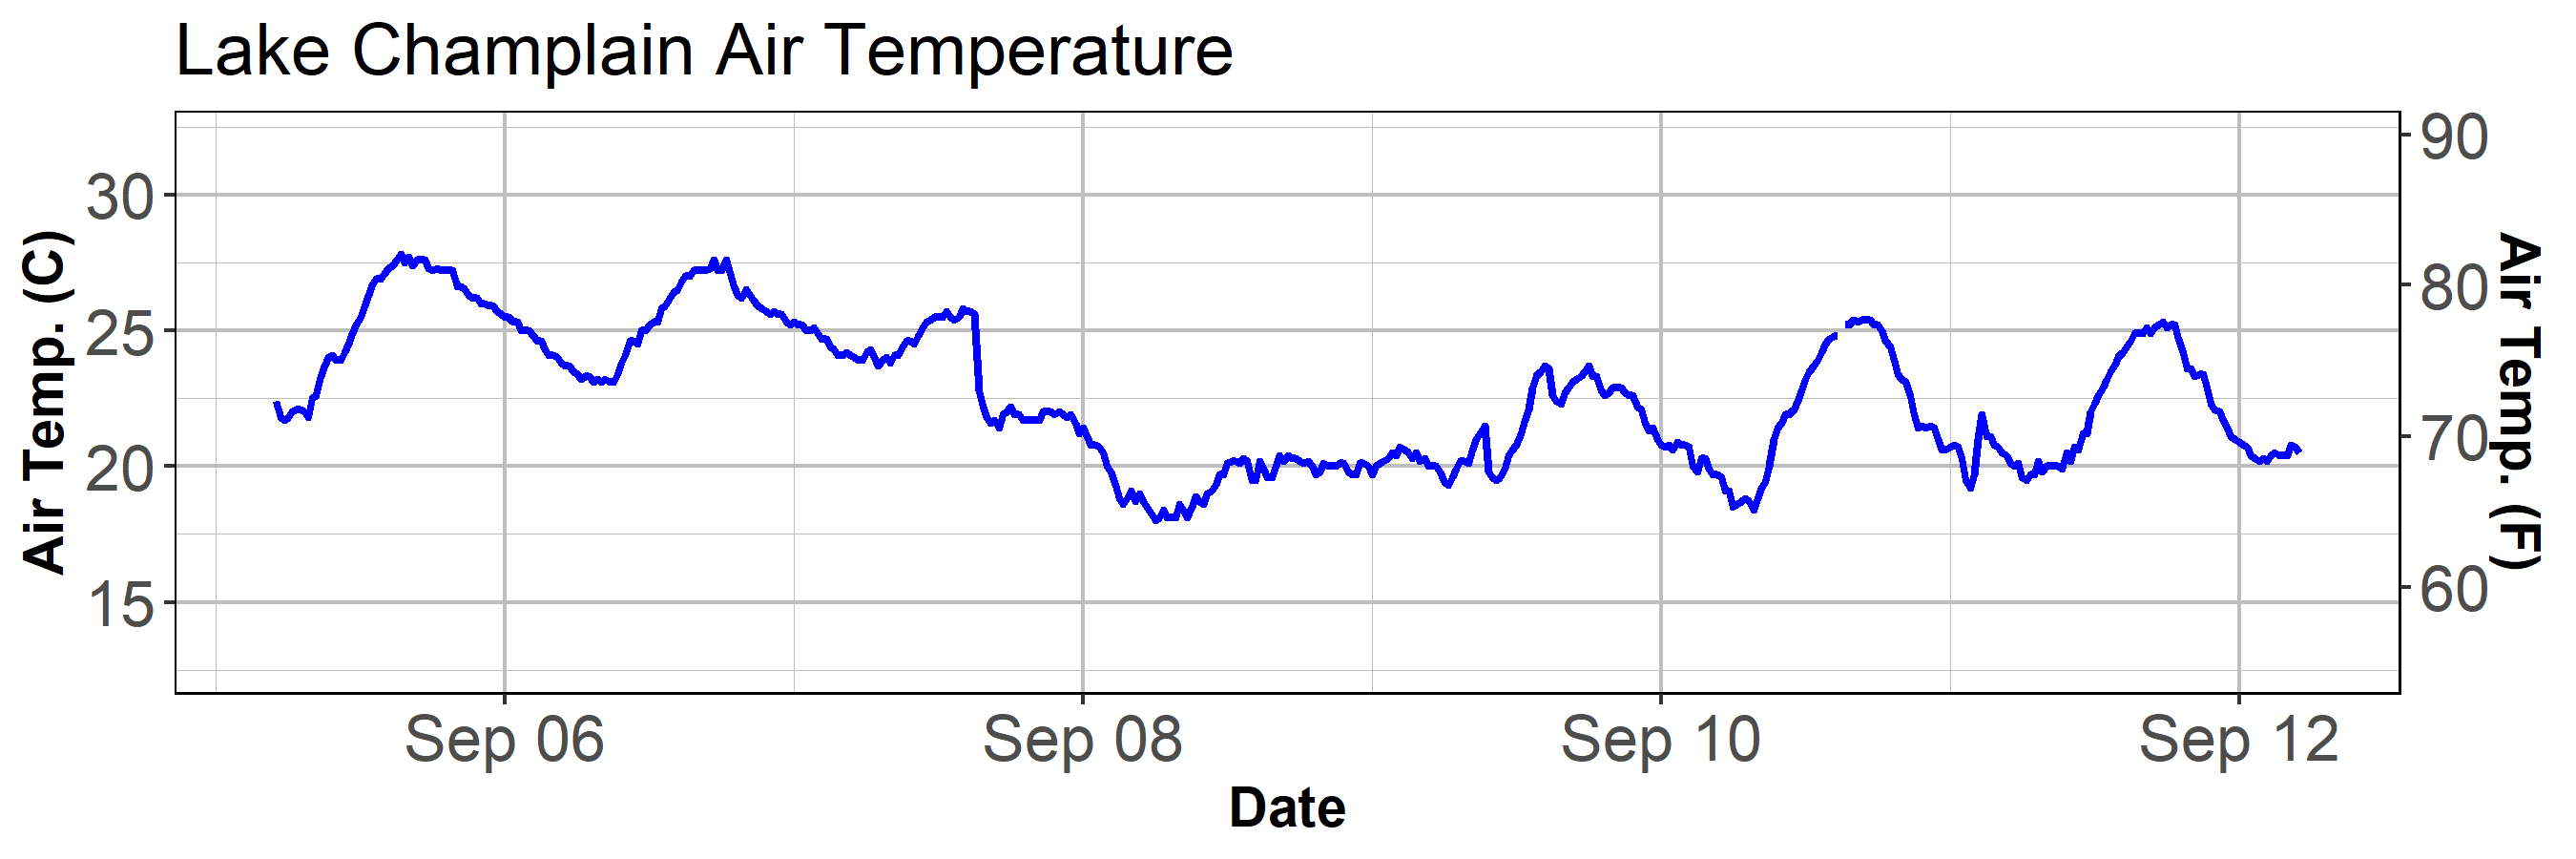 Lake Champlain Air Temperature
Air Temp. (C)
30
25
20
15
90
80
70
60
Air Temp. (F)
Sep 06
Sep 08
Sep 10
Sep 12
Date